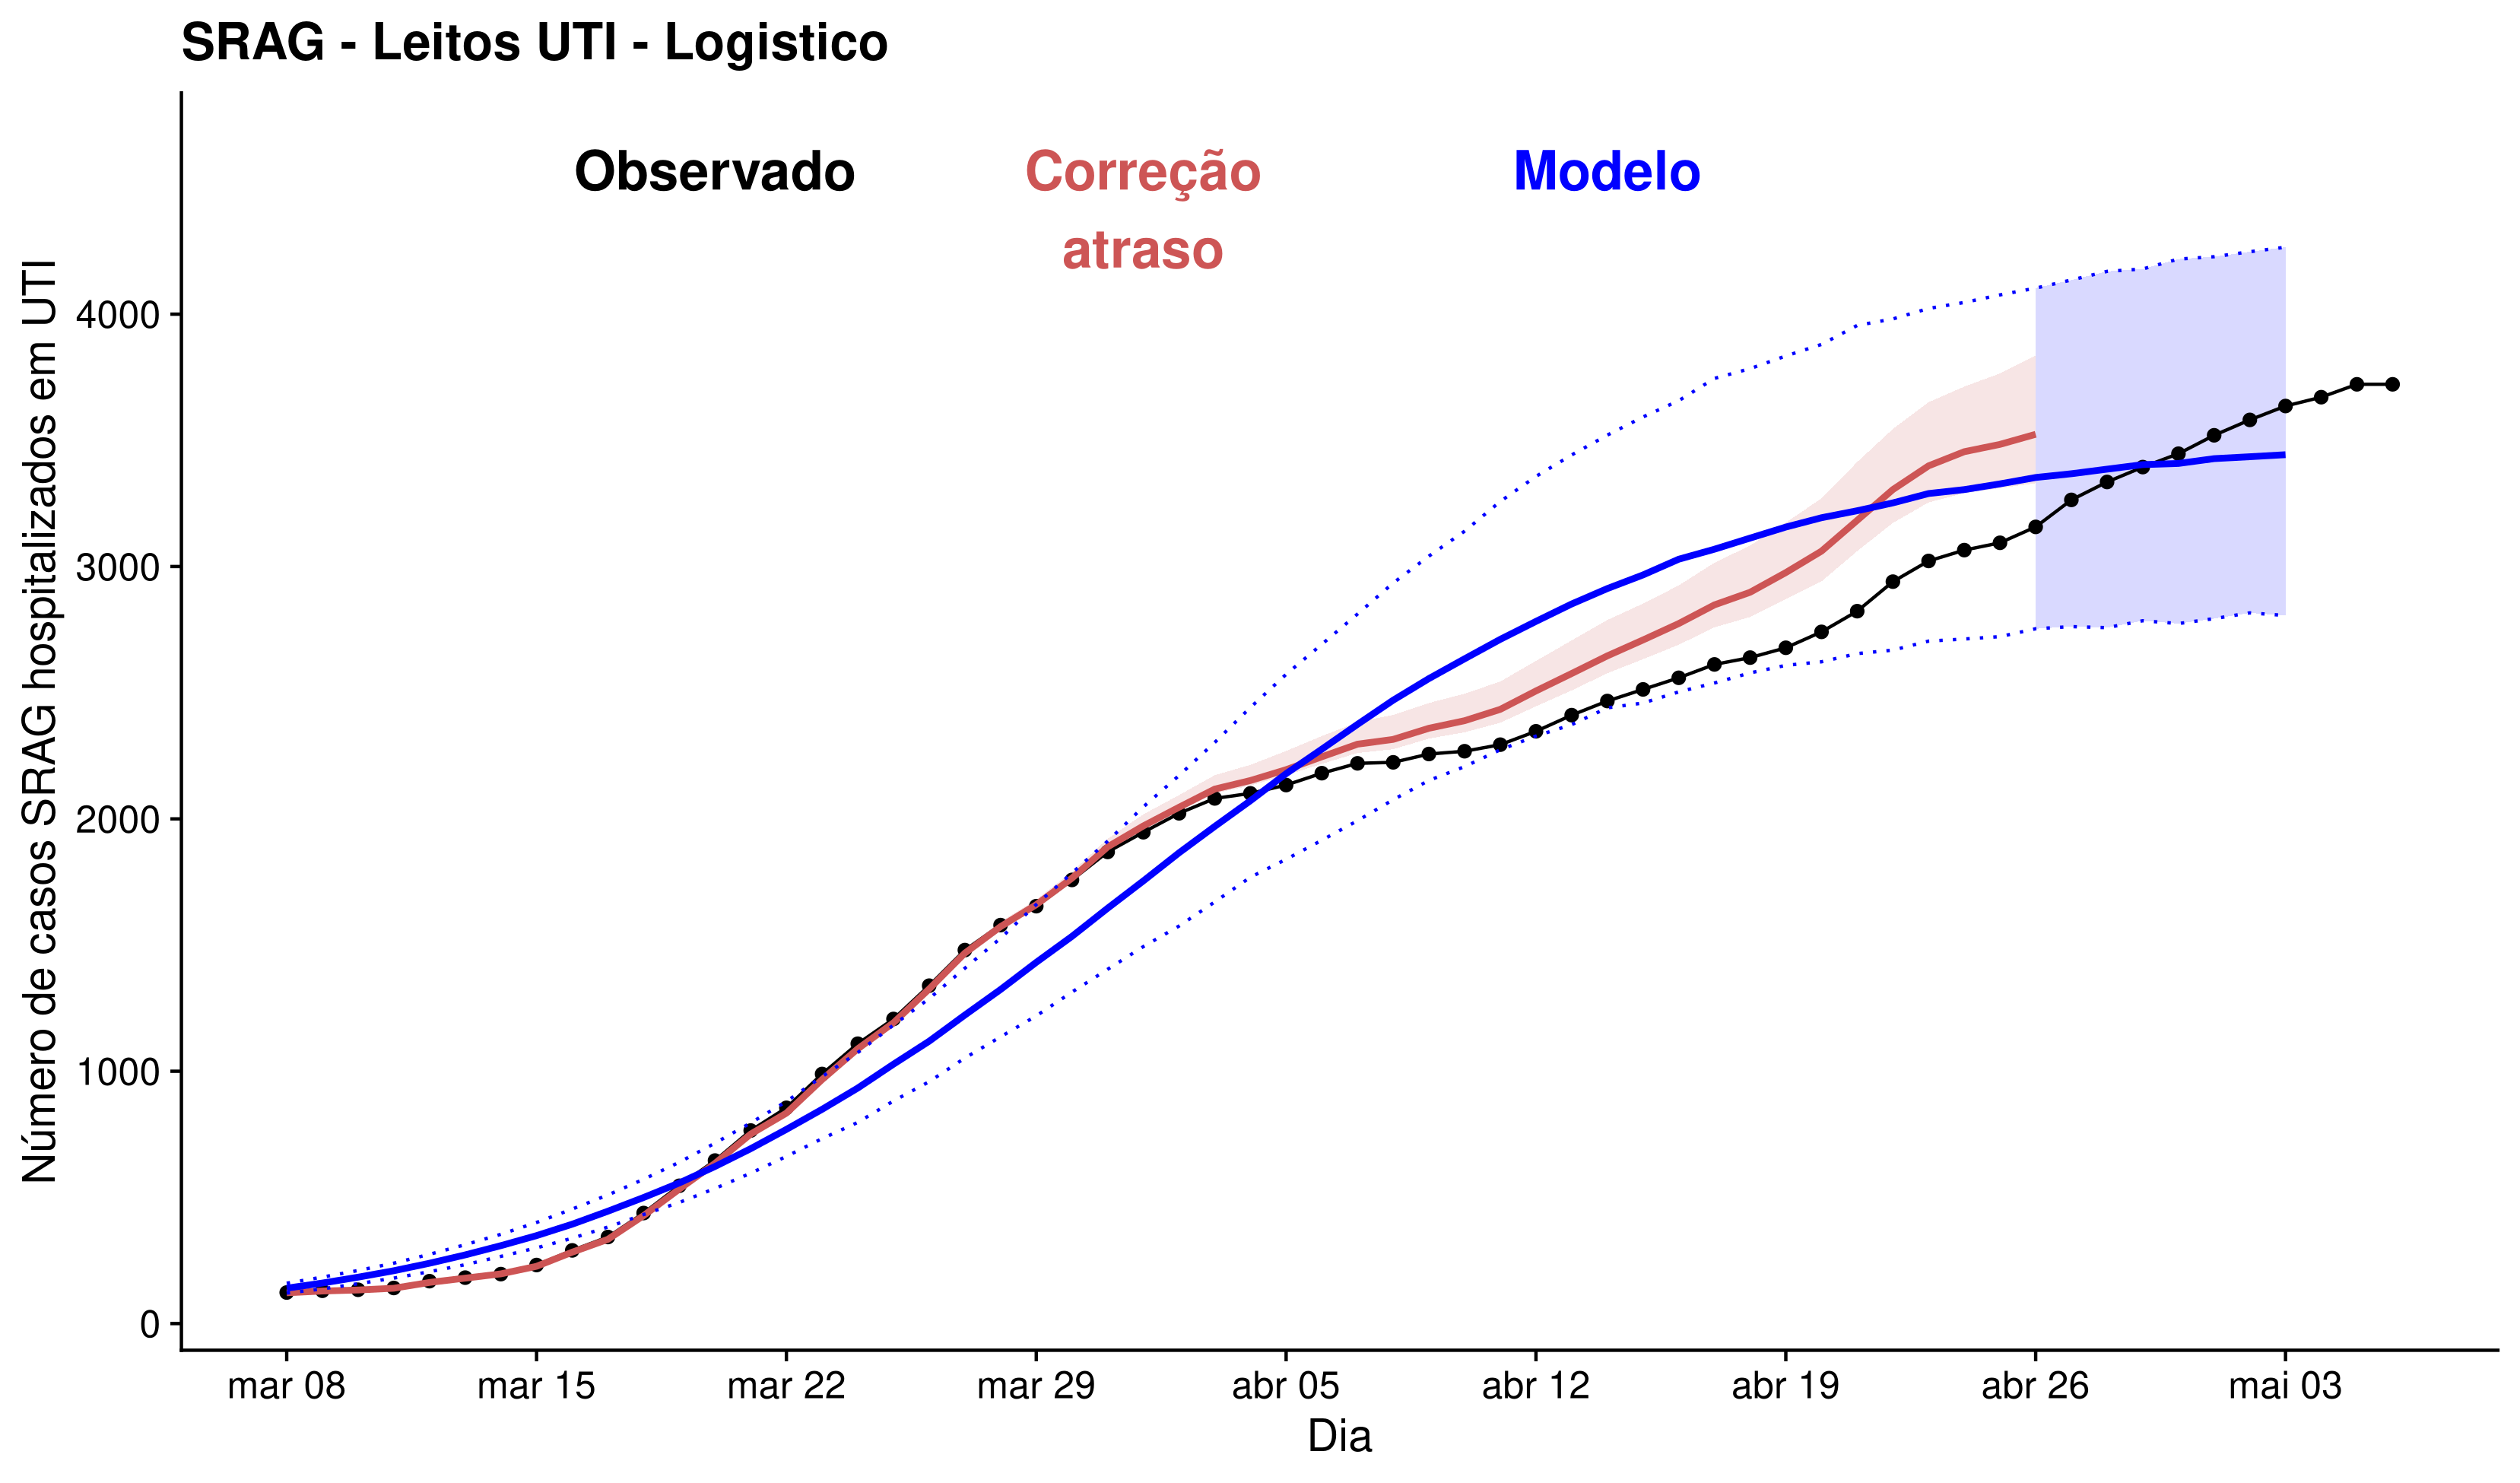 SRAG - Leitos UTI - Logistico
Observado
Correção
atraso
Modelo
Número de casos SRAG hospitalizados em UTI
4000
3000
2000
1000
0
mar 08
mar 15
mar 22
mar 29
abr 05
abr 12
abr 19
abr 26
mai 03
Dia